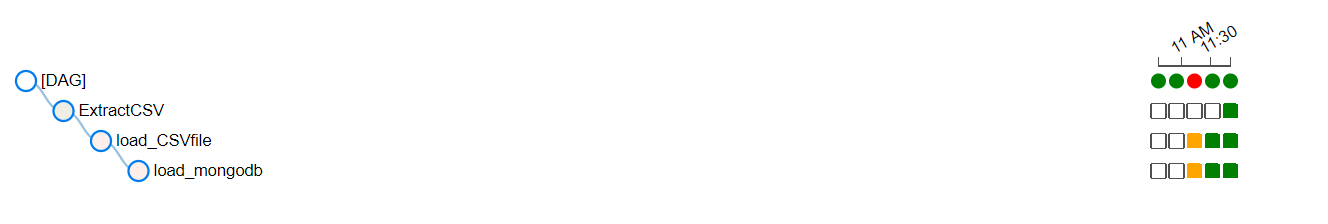 11 AM
11:30
[DAG]
ExtractCSV
load_CSVfile
load_mongodb